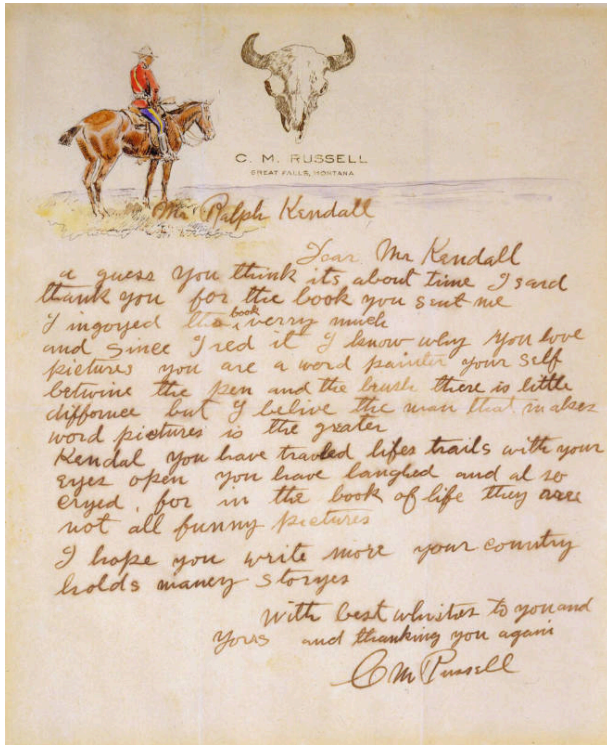 C. M. RUSSELL
GREAT FALLS, MONTANA
Mr Ralph Kendall
Dear Mr Kendall
a guess you think its about time I said
thank you for the book you sent me
I ingoyed the book verry much
and since I red it I know why you love
pictures you are a word painter your self
betwine the pen and the brush there is little
differnce but I belive the man that makes
word pictures is the greater
Kendal you have travled lifes trails with your
eyes open you have laughed and al so
cryed, for in the book of life they are
not all funny pictures
I hope you write more your country
holds maney storyes
With best whishes to you and
yours and thanking you again
C M Russell